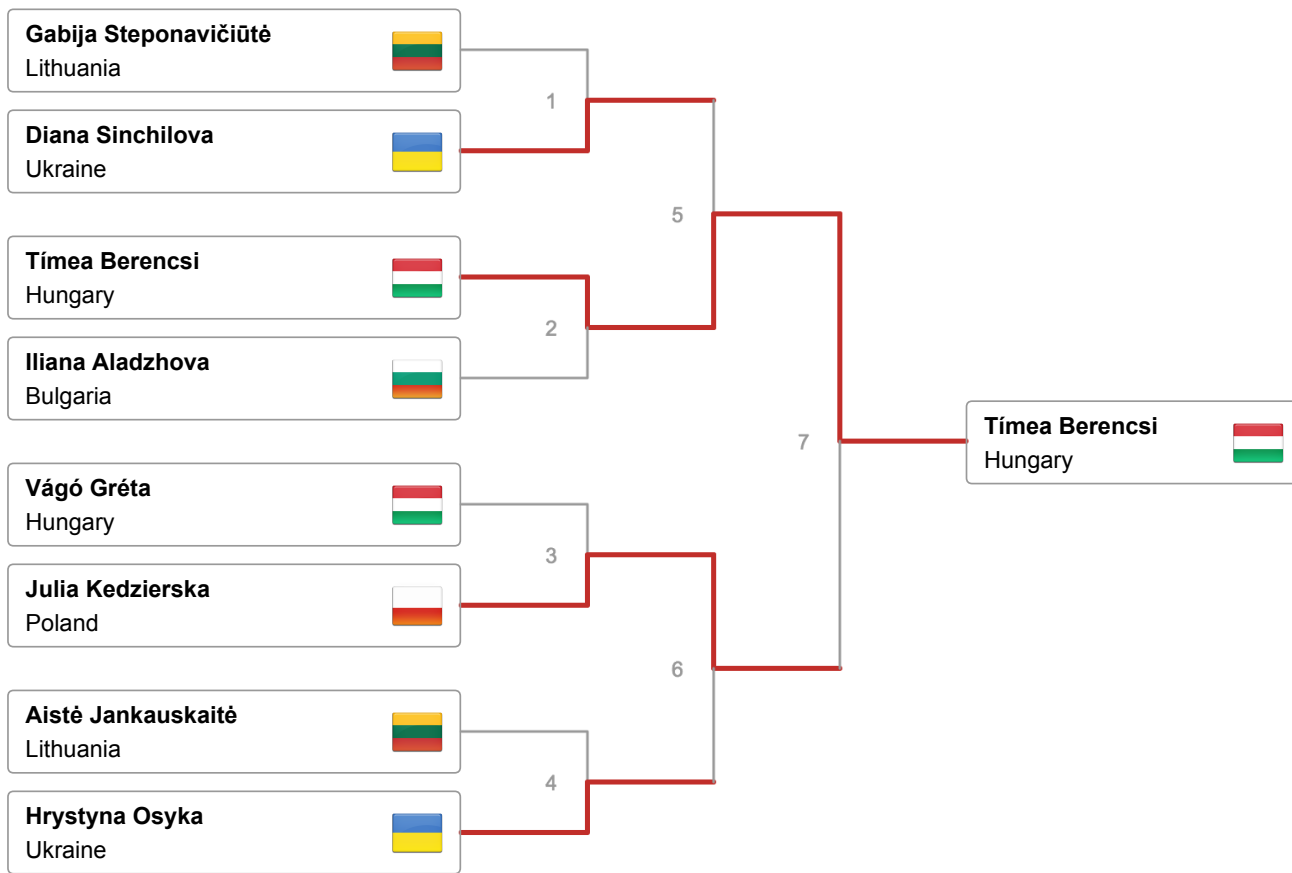 Gabija Steponavičiūtė
Lithuania
1
Diana Sinchilova
Ukraine
5
Tímea Berencsi
Hungary
2
Iliana Aladzhova
Bulgaria
7
Tímea Berencsi
Hungary
Vágó Gréta
Hungary
3
Julia Kedzierska
Poland
6
Aistė Jankauskaitė
Lithuania
4
Hrystyna Osyka
Ukraine